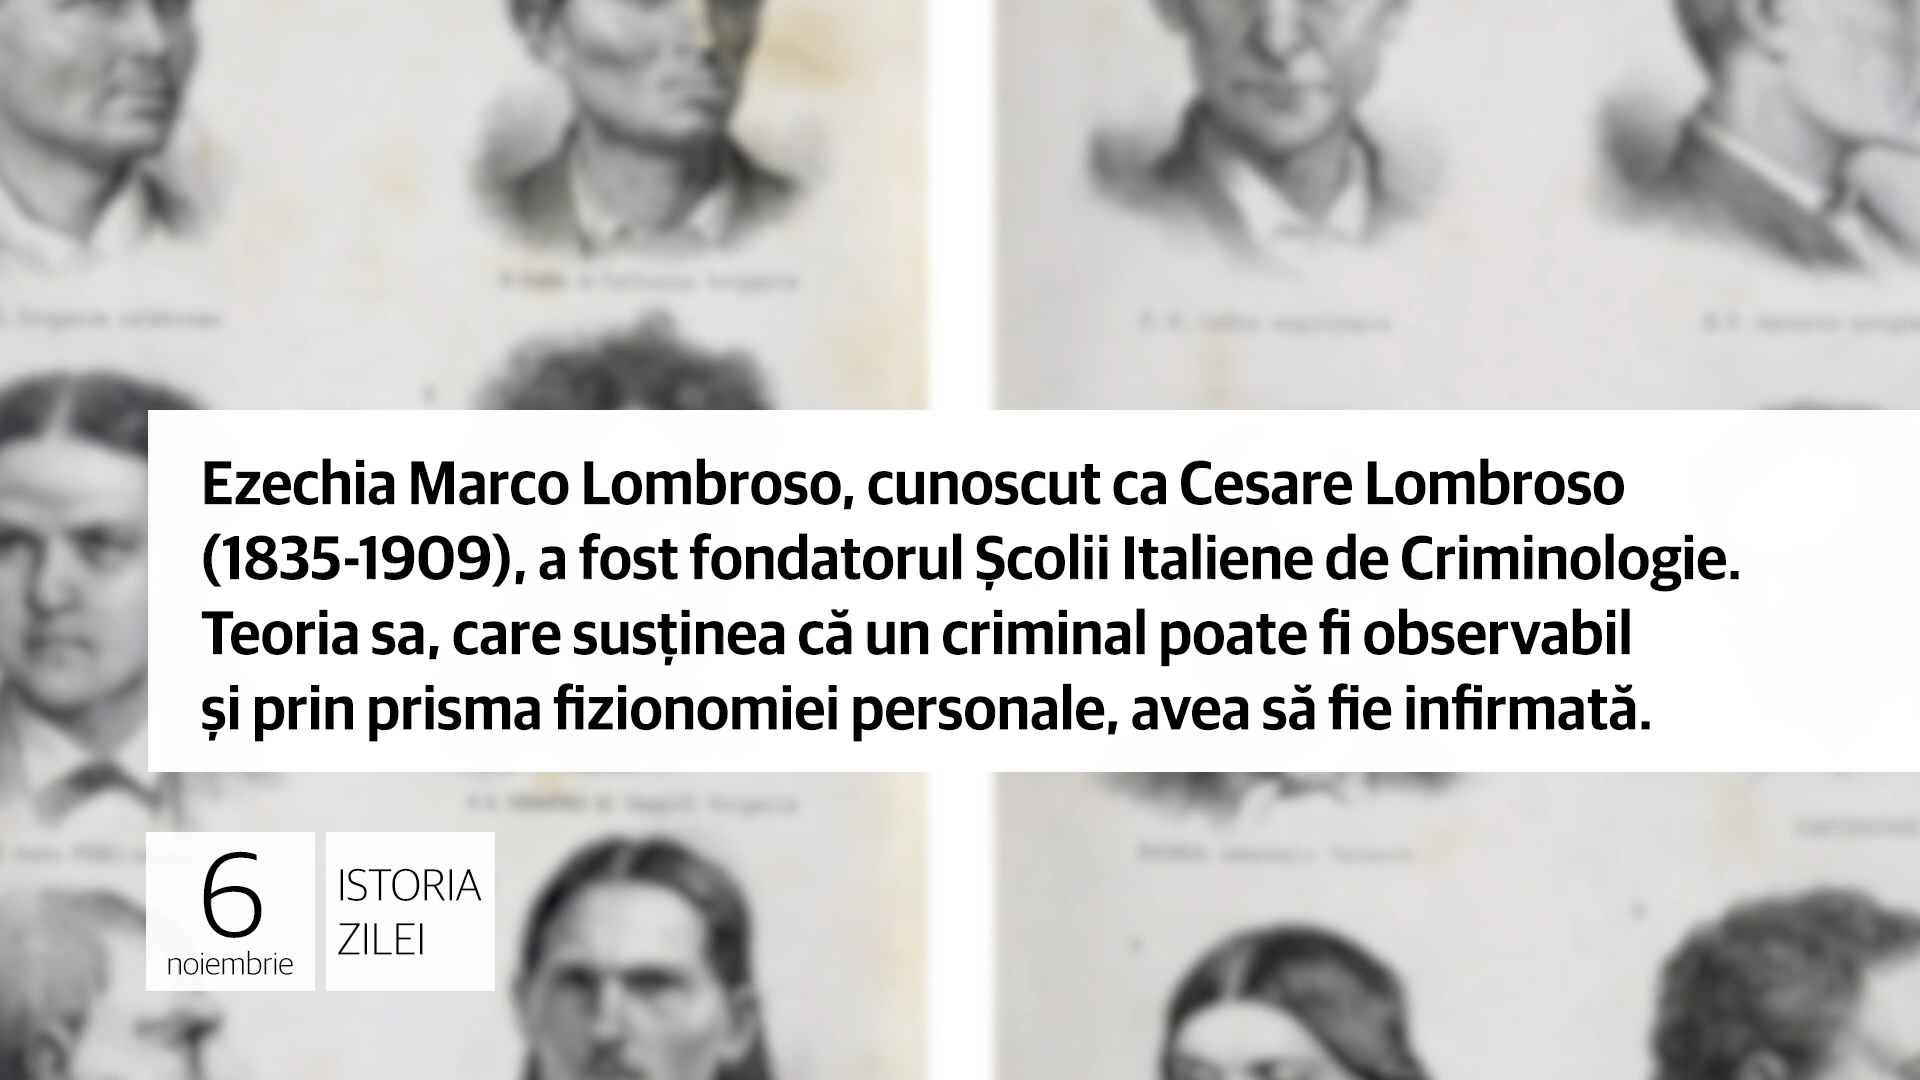 Ezechia Marco Lombroso, cunoscut ca Cesare Lombroso
(1835-1909), a fost fondatorul Școlii Italiene de Criminologie.
Teoria sa, care susținea că un criminal poate fi observabil
și prin prisma fizionomiei personale, avea să fie infirmată.
6
noiembrie
ISTORIA
ZILEI